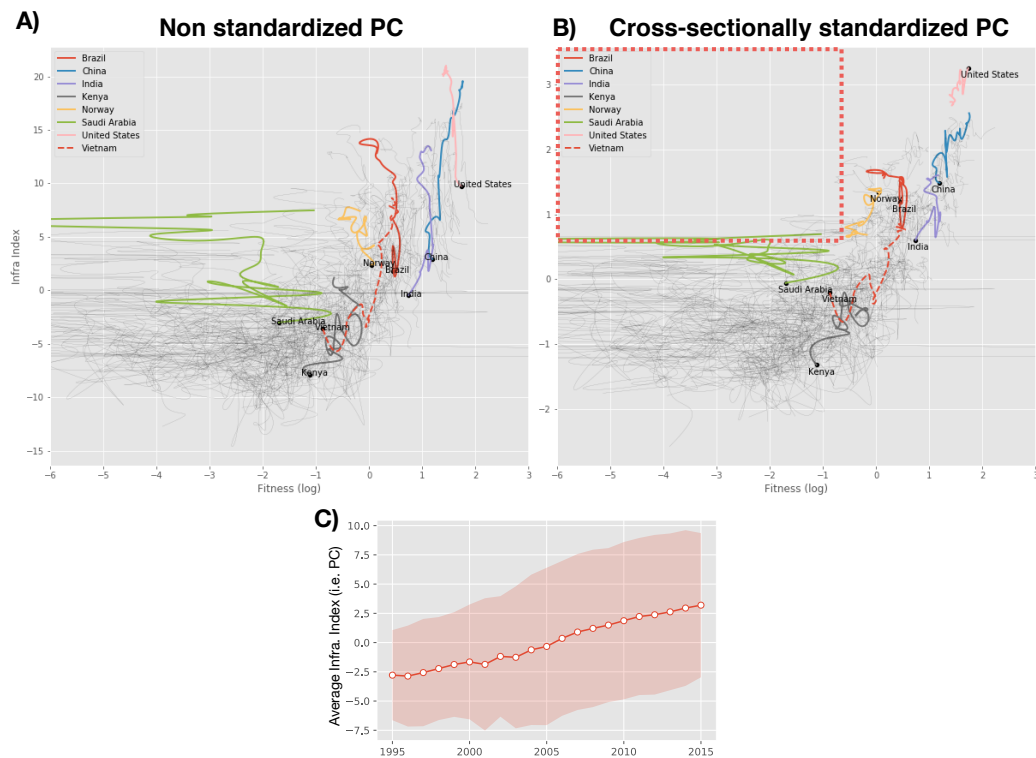 A)
Non standardized PC
Brazil
China
India
Kenya
Norway
Saudi Arabia
United States
Vietnam
20
15
10
5
0
−5
−10
−15
Infra Index
United States
Norway
China
Brazil
India
Saudi Arabia
Vietnam
Kenya
−6 −5 −4 −3 −2 −1 0 1 2 3
Fitness (log)
B)
Cross-sectionally standardized PC
Brazil
China
India
Kenya
Norway
Saudi Arabia
United States
Vietnam
3
2
1
0
−1
−2
United States
China
Norway
Brazil
India
Saudi Arabia
Vietnam
Kenya
−6 −5 −4 −3 −2 −1 0 1 2 3
Fitness (log)
C)
Average Infra. Index (i.e. PC)
10.0
7.5
5.0
2.5
0.0
−2.5
−5.0
−7.5
1995 2000 2005 2010 2015